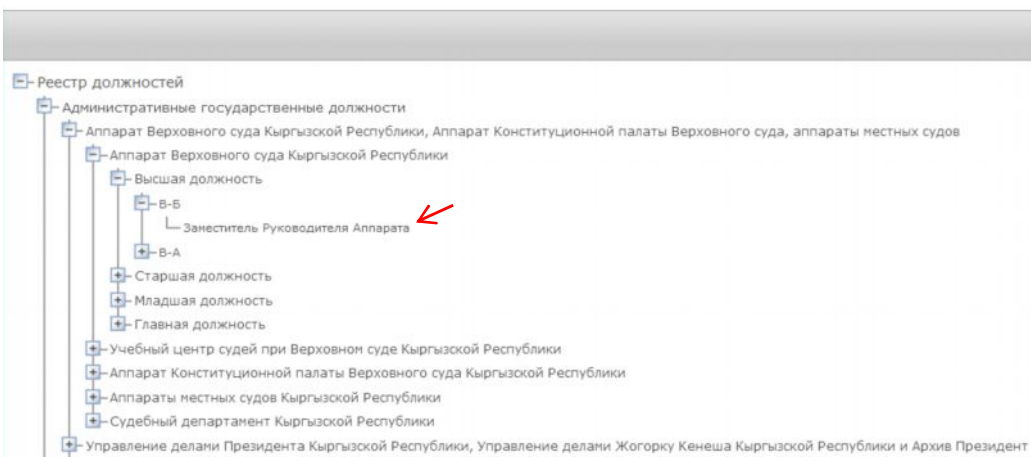 Реестр должностей
Административные государственные должности
Аппарат Верховного суда Кыргызской Республики, Аппарат Конституционной палаты Верховного суда, аппараты местных судов
Аппарат Верховного суда Кыргызской Республики
Высшая должность
В-Б
Заместитель Руководителя Аппарата
В-А
Старшая должность
Младшая должность
Главная должность
Учебный центр судей при Верховном суде Кыргызской Республики
Аппарат Конституционной палаты Верховного суда Кыргызской Республики
Аппараты местных судов Кыргызской Республики
Судебный департамент Кыргызской Республики
Управление делами Президента Кыргызской Республики, Управление делами Жогорку Кенеша Кыргызской Республики и Архив Президент